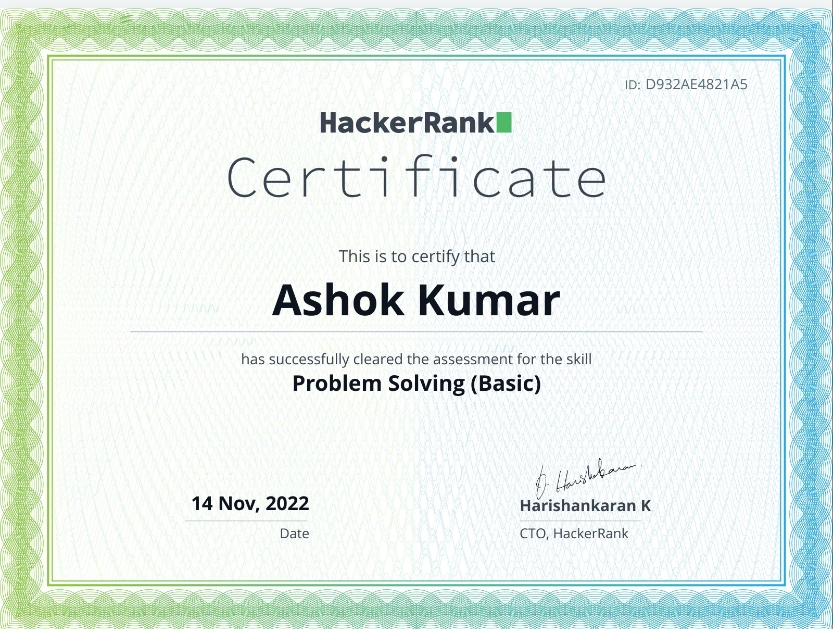 ID: D932AE4821A5
HackerRank
Certificate
This is to certify that
Ashok Kumar
has successfully cleared the assessment for the skill
Problem Solving (Basic)
D. Harishankaran
14 Nov, 2022
Harishankaran K
Date
CTO, HackerRank